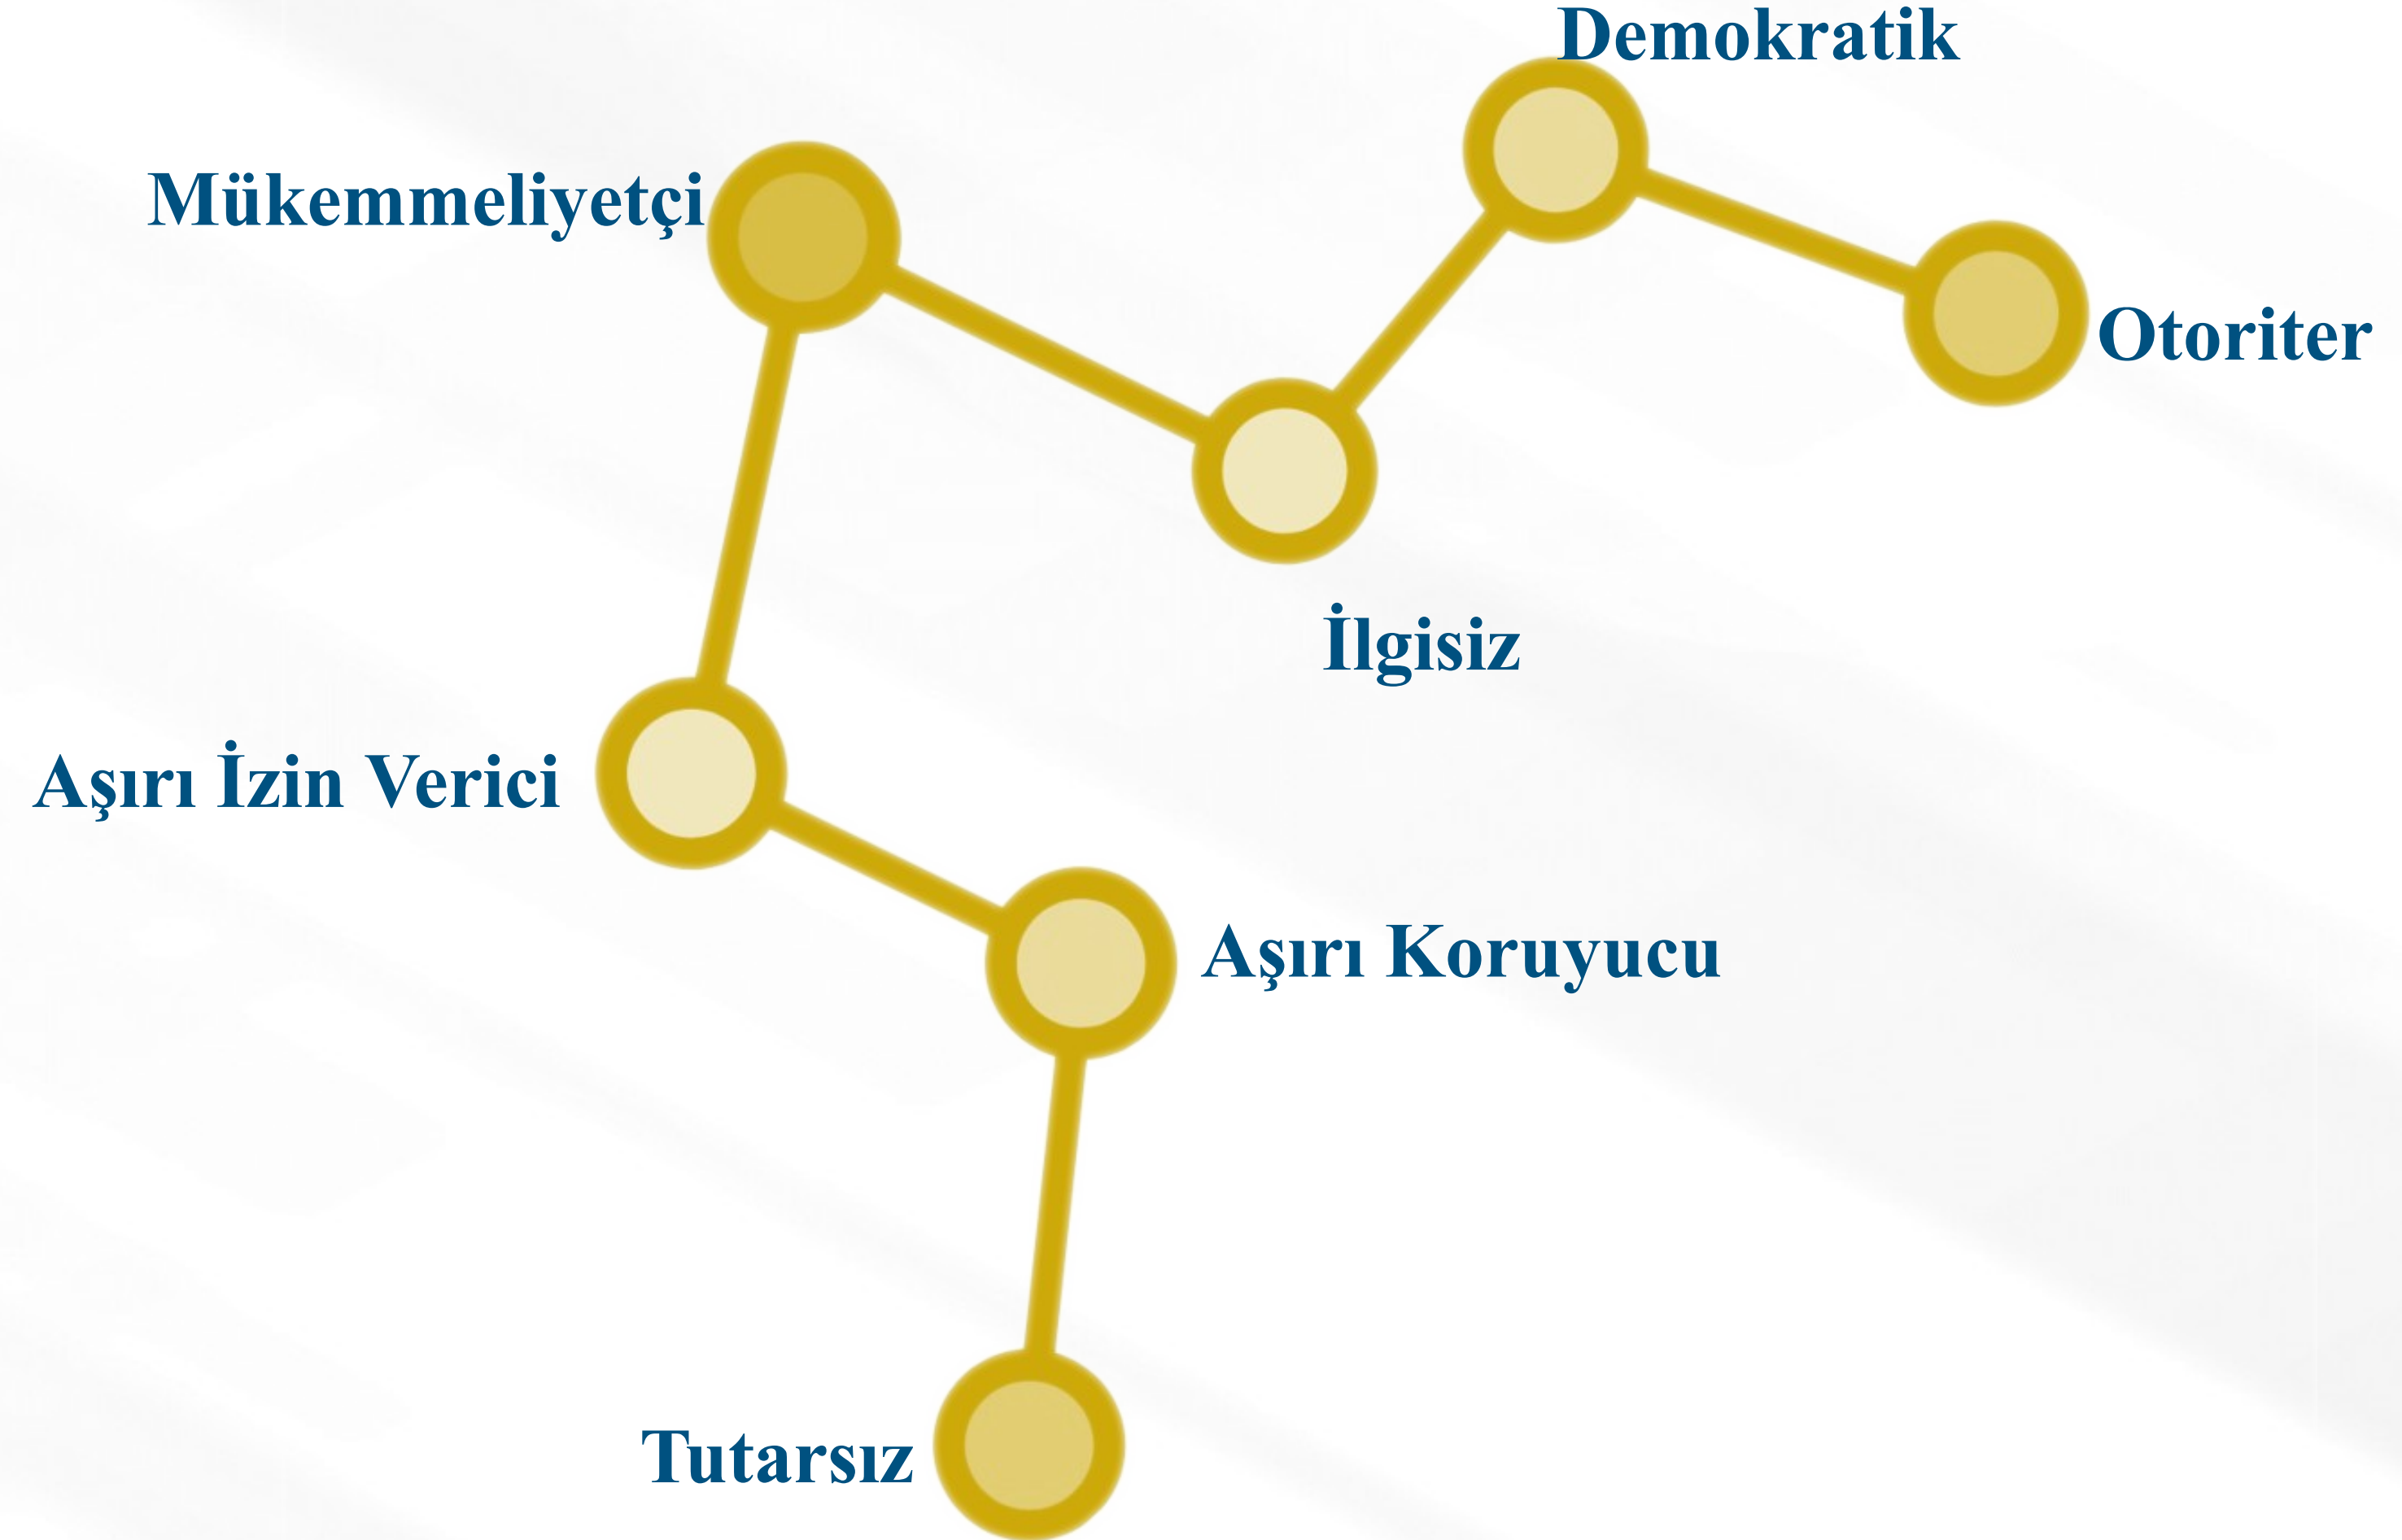 Demokratik
Mükemmeliyetçi
Otoriter
İlgisiz
Aşırı İzin Verici
Aşırı Koruyucu
Tutarsız